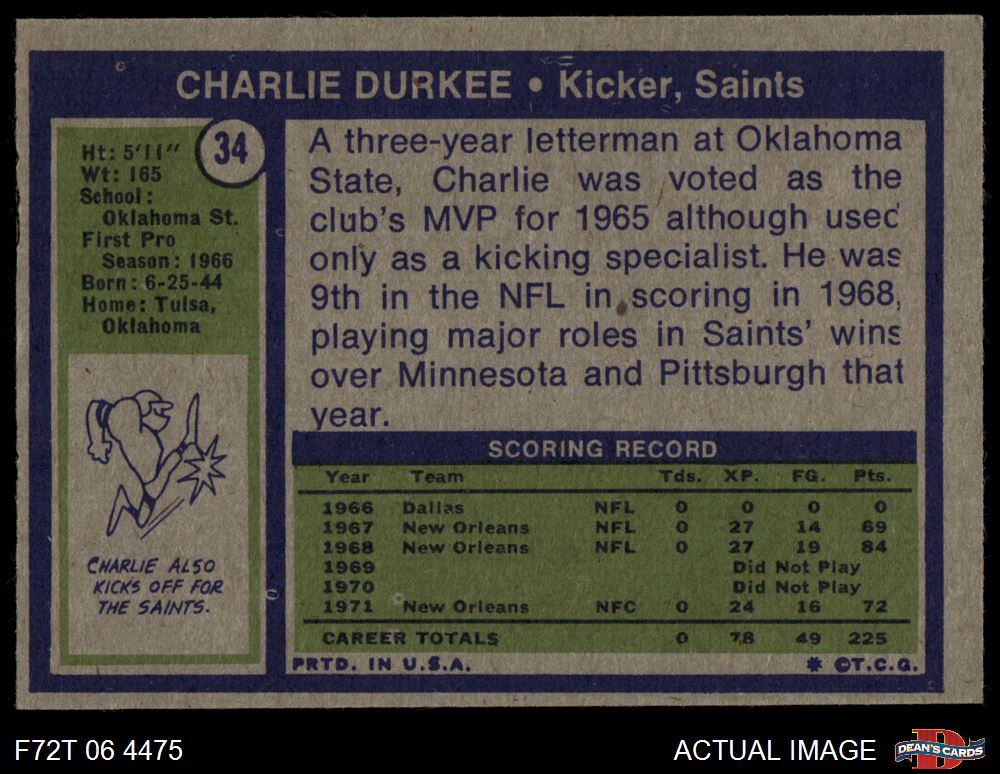 CHARLIE DURKEE • Kicker, Saints
34
Ht: 5'11"
Wt: 165
School:
Oklahoma St.
First Pro
Season: 1966
Born: 6-25-44
Home: Tulsa,
Oklahoma
CHARLIE ALSO
KICKS OFF FOR
THE SAINTS.
A three-year letterman at Oklahoma
State, Charlie was voted as the
club's MVP for 1965 although used
only as a kicking specialist. He was
9th in the NFL in scoring in 1968,
playing major roles in Saints' wins
over Minnesota and Pittsburgh that
year.
SCORING RECORD
Year Team Tds. XP. FG. Pts.
1966 Dallas NFL 0 0 0 0
1967 New Orleans NFL 0 27 14 69
1968 New Orleans NFL 0 27 19 84
1969 Did Not Play
1970 Did Not Play
1971 New Orleans NFC 0 24 16 72
CAREER TOTALS 0 78 49 225
PRTD. IN U.S.A. * ©T.C.G.
F72T 06 4475 ACTUAL IMAGE D DEAN'S CARDS